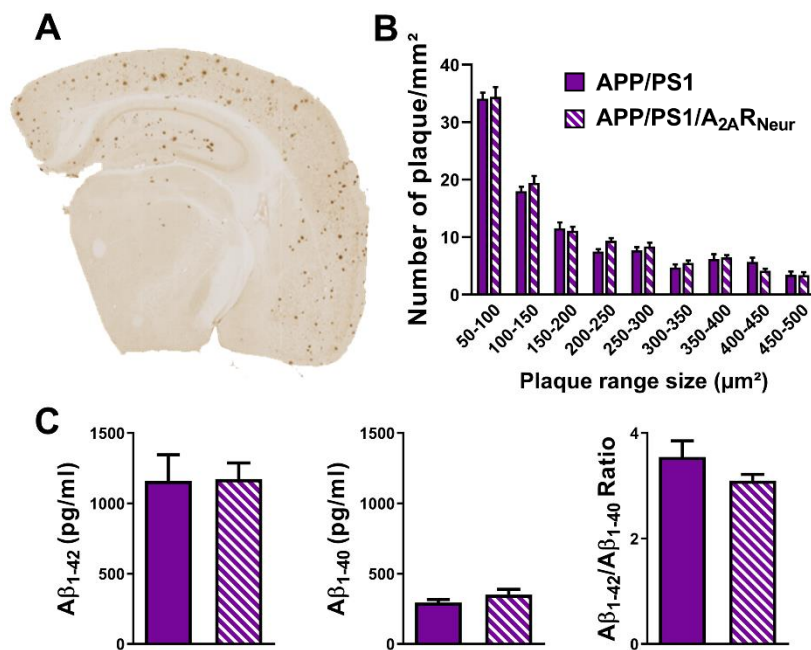 A
B
Number of plaque/mm²
40
30
20
10
0
APP/PS1
APP/PS1/A₂AR_Neur
50-100
100-150
150-200
200-250
250-300
300-350
350-400
400-450
450-500
Plaque range size (µm²)
C
Aβ₁₋₄₂ (pg/ml)
1500
1000
500
0
Aβ₁₋₄₀ (pg/ml)
1500
1000
500
0
Aβ₁₋₄₂/Aβ₁₋₄₀ Ratio
4
2
0